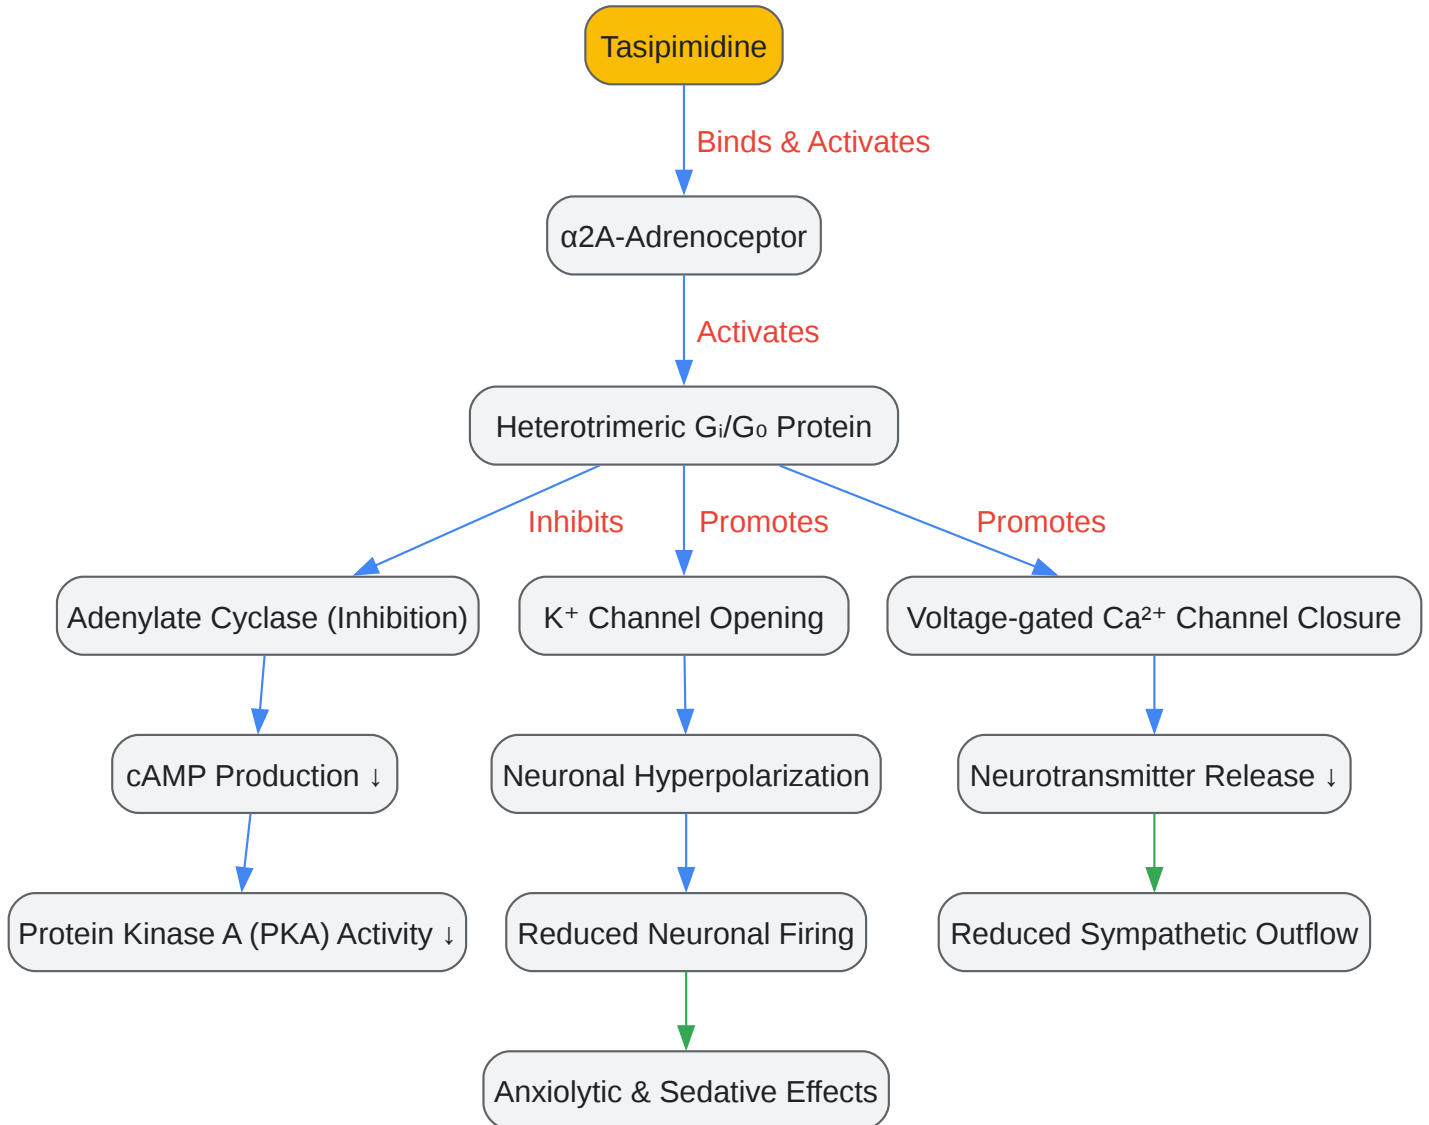 Tasipimidine
Binds & Activates
α2A-Adrenoceptor
Activates
Heterotrimeric Gᵢ/G₀ Protein
Inhibits
Promotes
Promotes
Adenylate Cyclase (Inhibition)
K⁺ Channel Opening
Voltage-gated Ca²⁺ Channel Closure
cAMP Production ↓
Neuronal Hyperpolarization
Neurotransmitter Release ↓
Protein Kinase A (PKA) Activity ↓
Reduced Neuronal Firing
Reduced Sympathetic Outflow
Anxiolytic & Sedative Effects